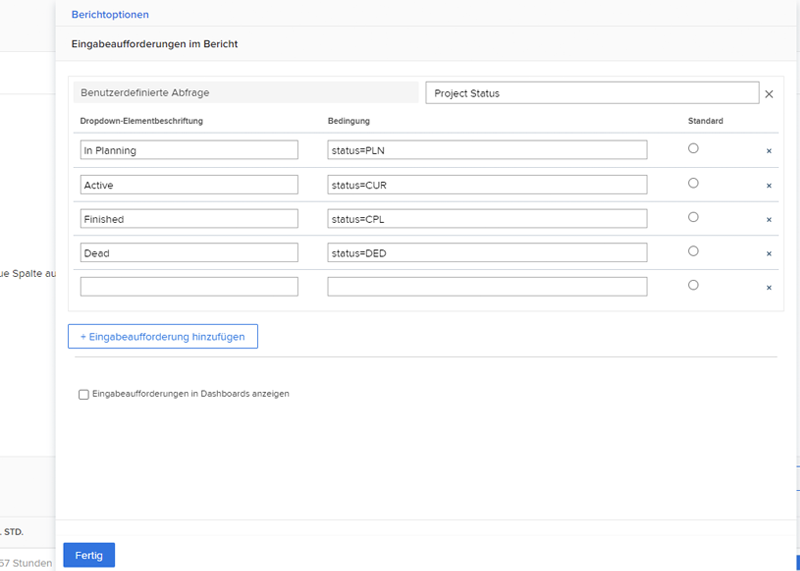 Berichtoptionen
Eingabeaufforderungen im Bericht
Benutzerdefinierte Abfrage Project Status
Dropdown-Elementbeschriftung Bedingung Standard
In Planning status=PLN
Active status=CUR
Finished status=CPL
Dead status=DED
ue Spalte au
+ Eingabeaufforderung hinzufügen
Eingabeaufforderungen in Dashboards anzeigen
. STD.
Fertig
67 Stunden